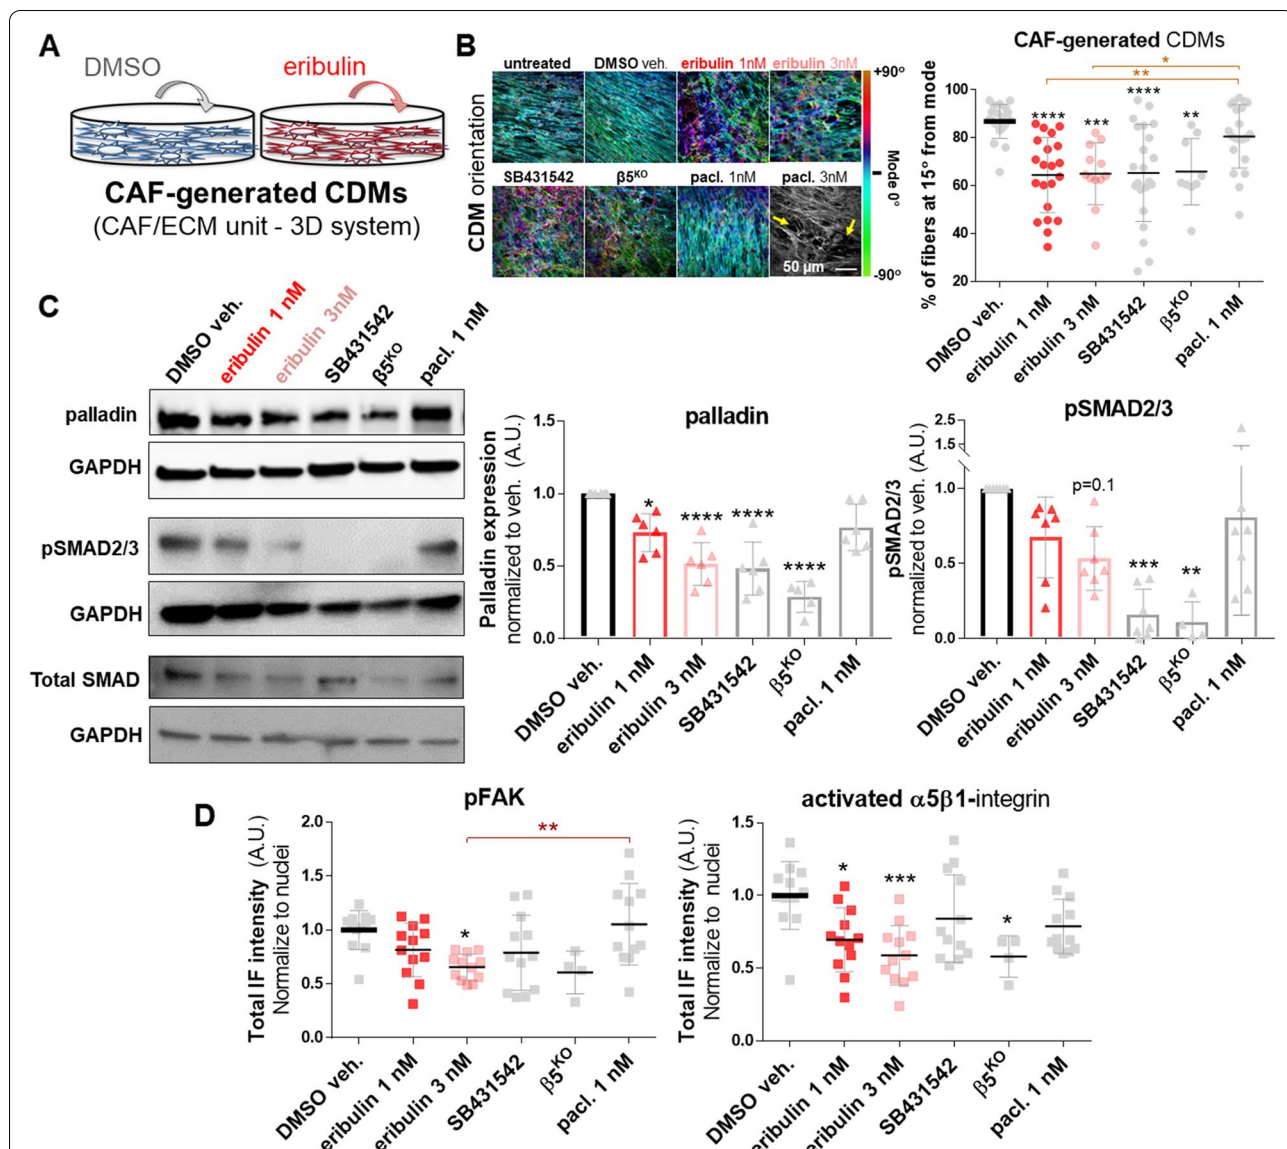 A
DMSO
eribulin
CAF-generated CDMs
(CAF/ECM unit - 3D system)
B
CDM orientation
untreated
DMSO veh.
eribulin 1nM
eribulin 3nM
SB431542
β5KO
pacl. 1nM
pacl. 3nM
50 μm
+90°
Mode 0°
-90°
CAF-generated CDMs
% of fibers at 15° from mode
100
80
60
40
20
*
**
****
***
****
**
DMSO veh.
eribulin 1 nM
eribulin 3 nM
SB431542
β5KO
pacl. 1 nM
C
DMSO veh.
eribulin 1 nM
eribulin 3nM
SB431542
β5KO
pacl. 1 nM
palladin
GAPDH
pSMAD2/3
GAPDH
Total SMAD
GAPDH
palladin
Palladin expression
normalized to veh. (A.U.)
1.5
1.0
0.5
0.0
*
****
****
****
DMSO veh.
eribulin 1 nM
eribulin 3 nM
SB431542
β5KO
pacl. 1 nM
pSMAD2/3
pSMAD2/3
normalized to veh. (A.U.)
2.5
1.5
1.0
0.5
0.0
p=0.1
***
**
DMSO veh.
eribulin 1 nM
eribulin 3 nM
SB431542
β5KO
pacl. 1 nM
D
pFAK
Total IF intensity (A.U.)
Normalize to nuclei
2.0
1.5
1.0
0.5
0.0
**
*
DMSO veh.
eribulin 1 nM
eribulin 3 nM
SB431542
β5KO
pacl. 1 nM
activated α5β1-integrin
Total IF intensity (A.U.)
Normalize to nuclei
1.5
1.0
0.5
0.0
*
***
*
DMSO veh.
eribulin 1 nM
eribulin 3 nM
SB431542
β5KO
pacl. 1 nM